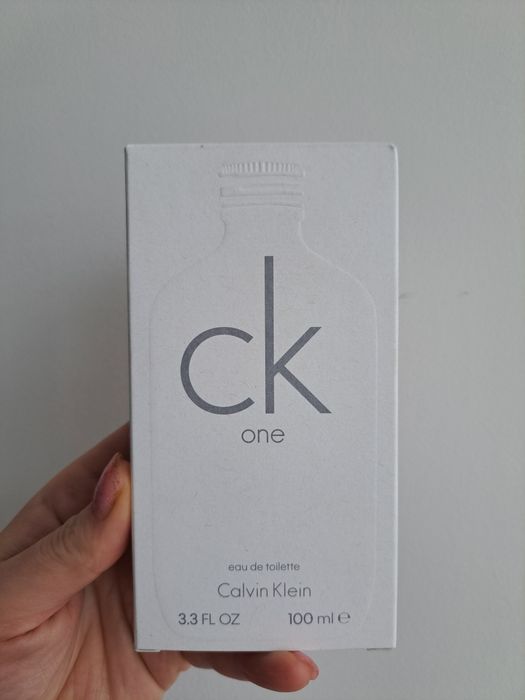 ck
one
eau de toilette
Calvin Klein
3.3 FL OZ 100 ml ℮